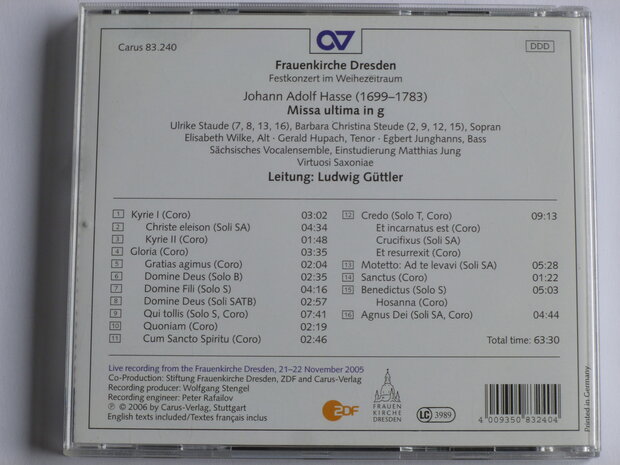 Carus 83.240
DDD
Frauenkirche Dresden
Festkonzert im Weihezeitraum
Johann Adolf Hasse (1699–1783)
Missa ultima in g
Ulrike Staude (7, 8, 13, 16), Barbara Christina Steude (2, 9, 12, 15), Sopran
Elisabeth Wilke, Alt · Gerald Hupach, Tenor · Egbert Junghanns, Bass
Sächsisches Vocalensemble, Einstudierung Matthias Jung
Virtuosi Saxoniae
Leitung: Ludwig Güttler
1 Kyrie I (Coro) 03:02
2 Christe eleison (Soli SA) 04:34
3 Kyrie II (Coro) 01:48
4 Gloria (Coro) 03:35
5 Gratias agimus (Coro) 02:04
6 Domine Deus (Solo B) 02:36
7 Domine Fili (Solo S) 04:16
8 Domine Deus (Soli SATB) 02:57
9 Qui tollis (Solo S, Coro) 07:41
10 Quoniam (Coro) 02:19
11 Cum Sancto Spiritu (Coro) 02:46
12 Credo (Solo T, Coro) 09:13
Et incarnatus est (Coro)
Crucifixus (Soli SA)
Et resurrexit (Coro)
13 Motetto: Ad te levavi (Soli SA) 05:28
14 Sanctus (Coro) 01:22
15 Benedictus (Solo S) 05:03
Hosanna (Coro)
16 Agnus Dei (Soli SA, Coro) 04:44
Total time: 63:30
Live recording from the Frauenkirche Dresden, 21–22 November 2005
Co-Production: Stiftung Frauenkirche Dresden, ZDF and Carus-Verlag
Recording producer: Wolfgang Stengel
Recording engineer: Peter Rafailov
℗ © 2006 by Carus-Verlag, Stuttgart
English texts included/Textes français inclus
ZDF
FRAUEN
KIRCHE
DRESDEN
LC 3989
4 009350 832404
Printed in Germany